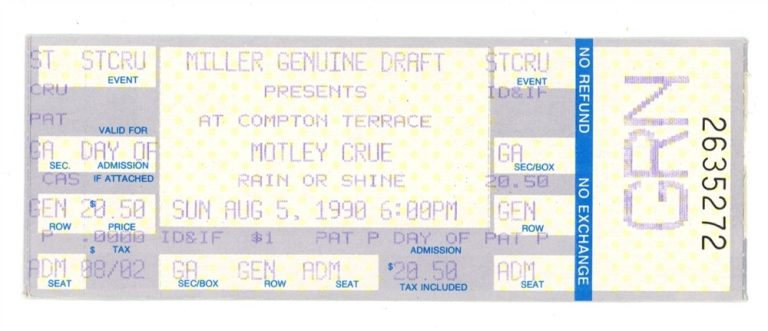 ST STCRU MILLER GENUINE DRAFT STCRU
EVENT EVENT
CRU PRESENTS ID&IF
PAT AT COMPTON TERRACE
VALID FOR
GA DAY OF MOTLEY CRUE GA
SEC. ADMISSION SEC/BOX
CAS IF ATTACHED RAIN OR SHINE 20.50
GEN $20.50 SUN AUG 5, 1990 6:00PM GEN
ROW PRICE ROW
P .0000 ID&IF $1 PAT P DAY OF PAT P
$ TAX ADMISSION
ADM 08/02 GA GEN ADM $20.50 ADM
SEAT SEC/BOX ROW SEAT TAX INCLUDED SEAT
NO REFUND NO EXCHANGE
GRN
2635272